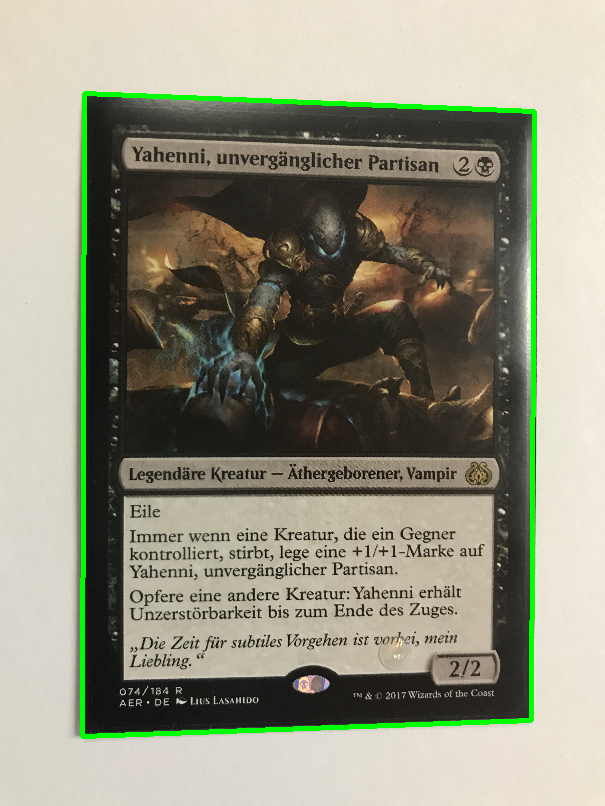 Yahenni, unvergänglicher Partisan 2
Legendäre Kreatur — Äthergeborener, Vampir
Eile
Immer wenn eine Kreatur, die ein Gegner
kontrolliert, stirbt, lege eine +1/+1-Marke auf
Yahenni, unvergänglicher Partisan.
Opfere eine andere Kreatur: Yahenni erhält
Unzerstörbarkeit bis zum Ende des Zuges.
„Die Zeit für subtiles Vorgehen ist vorbei, mein
Liebling.“
2/2
074/184 R
AER • DE Lius Lasahido
™ & © 2017 Wizards of the Coast